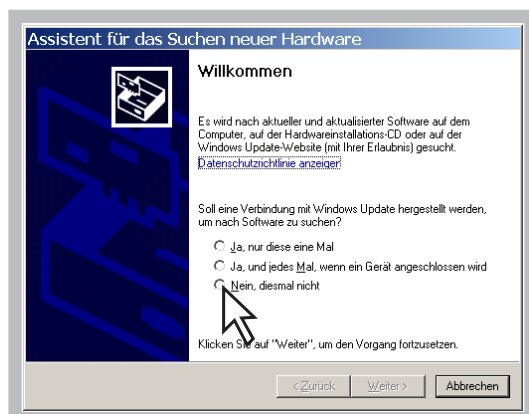 Assistent für das Suchen neuer Hardware
Willkommen
Es wird nach aktueller und aktualisierter Software auf dem
Computer, auf der Hardwareinstallations-CD oder auf der
Windows Update-Website (mit Ihrer Erlaubnis) gesucht.
Datenschutzrichtlinie anzeigen
Soll eine Verbindung mit Windows Update hergestellt werden,
um nach Software zu suchen?
Ja, nur diese eine Mal
Ja, und jedes Mal, wenn ein Gerät angeschlossen wird
Nein, diesmal nicht
Klicken Sie auf "Weiter", um den Vorgang fortzusetzen.
< Zurück Weiter > Abbrechen